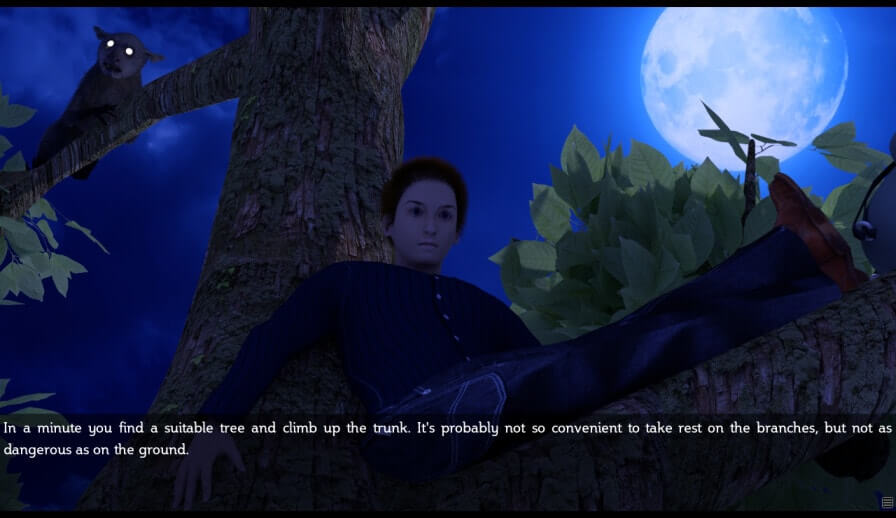 In a minute you find a suitable tree and climb up the trunk. It's probably not so convenient to take rest on the branches, but not as
dangerous as on the ground.